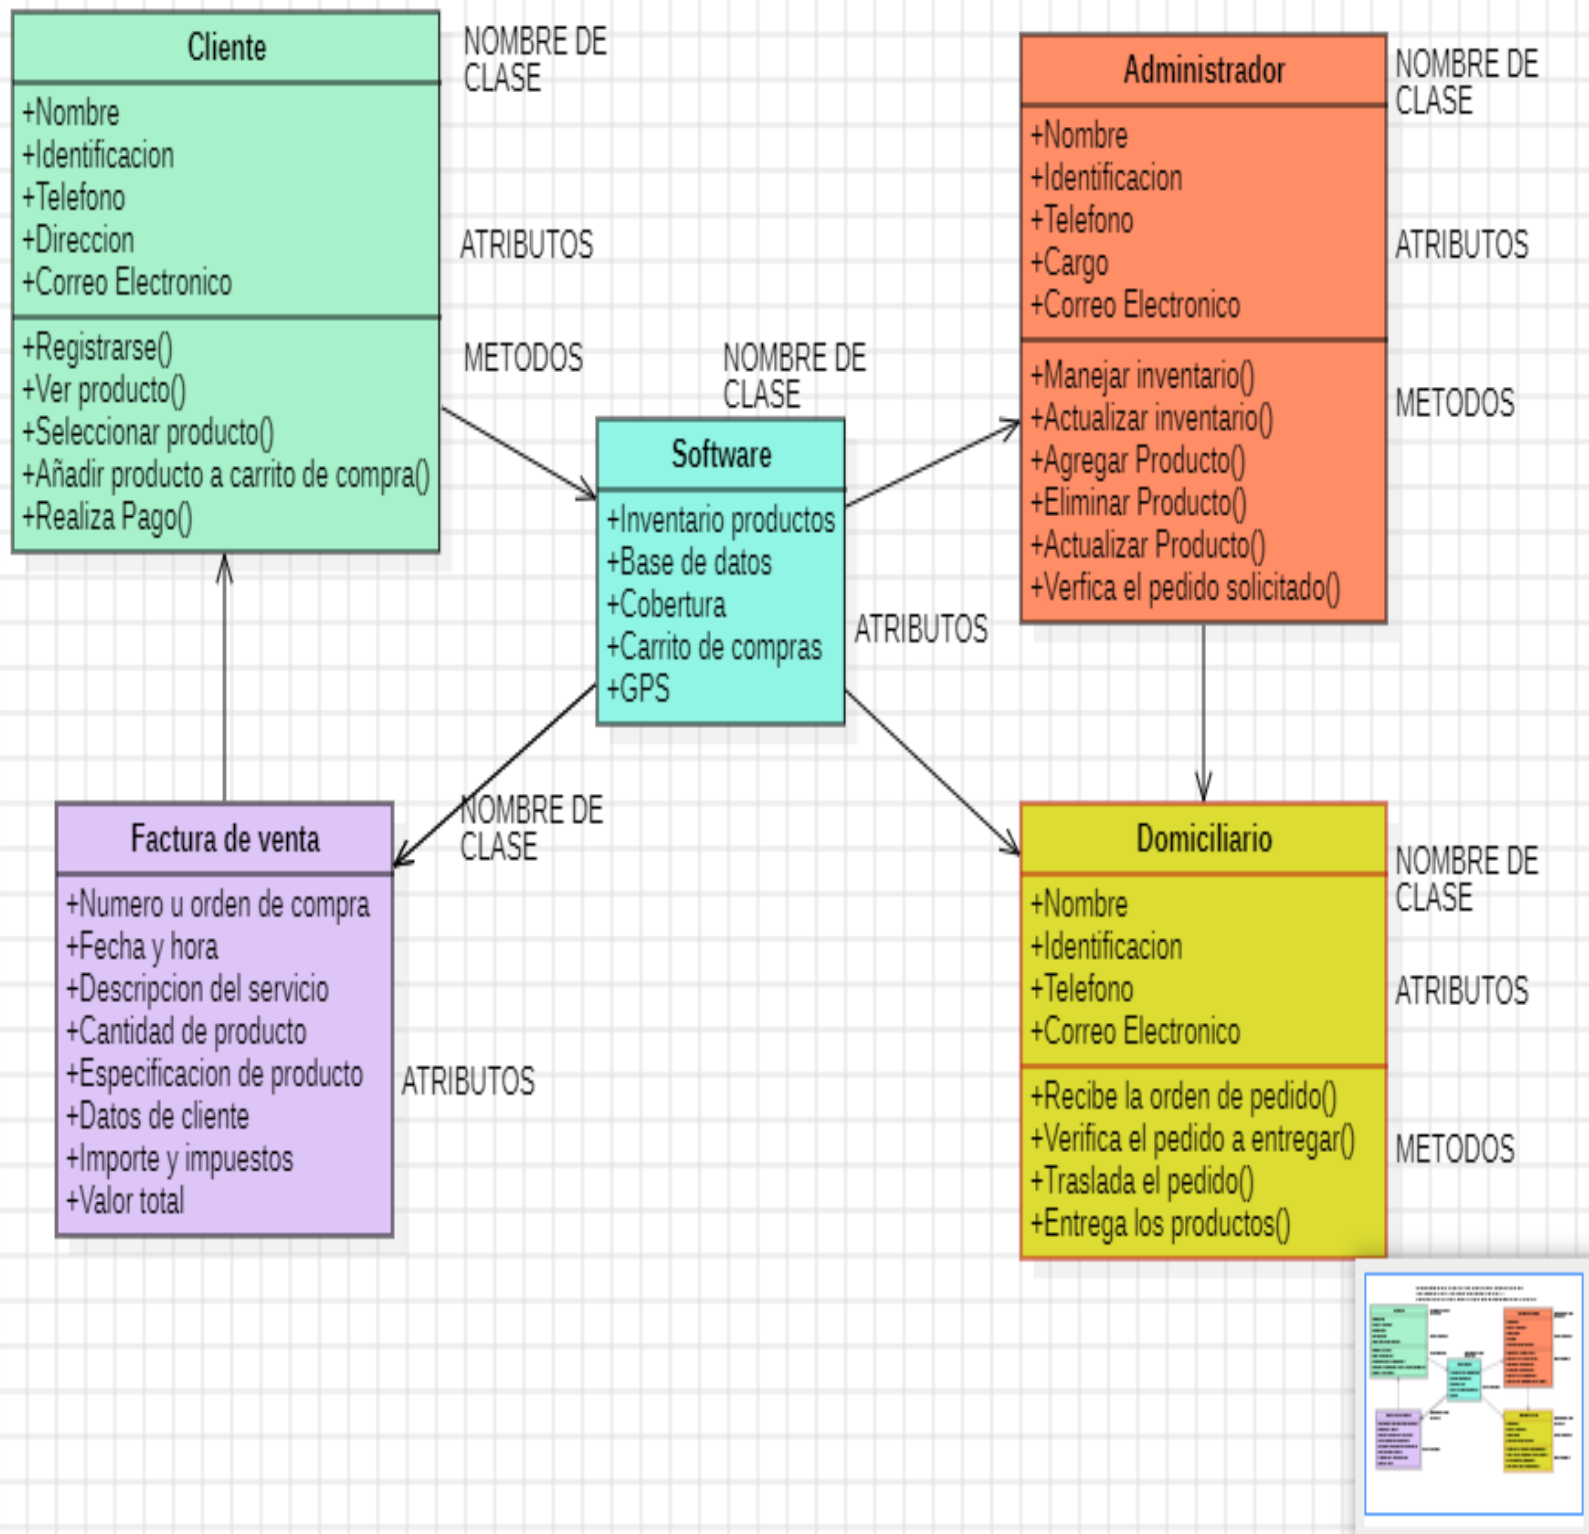 Cliente
+Nombre
+Identificacion
+Telefono
+Direccion
+Correo Electronico
+Registrarse()
+Ver producto()
+Seleccionar producto()
+Añadir producto a carrito de compra()
+Realiza Pago()
NOMBRE DE
CLASE
ATRIBUTOS
METODOS
NOMBRE DE
CLASE
Software
+Inventario productos
+Base de datos
+Cobertura
+Carrito de compras
+GPS
ATRIBUTOS
Administrador
+Nombre
+Identificacion
+Telefono
+Cargo
+Correo Electronico
+Manejar inventario()
+Actualizar inventario()
+Agregar Producto()
+Eliminar Producto()
+Actualizar Producto()
+Verfica el pedido solicitado()
NOMBRE DE
CLASE
ATRIBUTOS
METODOS
Factura de venta
+Numero u orden de compra
+Fecha y hora
+Descripcion del servicio
+Cantidad de producto
+Especificacion de producto
+Datos de cliente
+Importe y impuestos
+Valor total
NOMBRE DE
CLASE
ATRIBUTOS
Domiciliario
+Nombre
+Identificacion
+Telefono
+Correo Electronico
+Recibe la orden de pedido()
+Verifica el pedido a entregar()
+Traslada el pedido()
+Entrega los productos()
NOMBRE DE
CLASE
ATRIBUTOS
METODOS